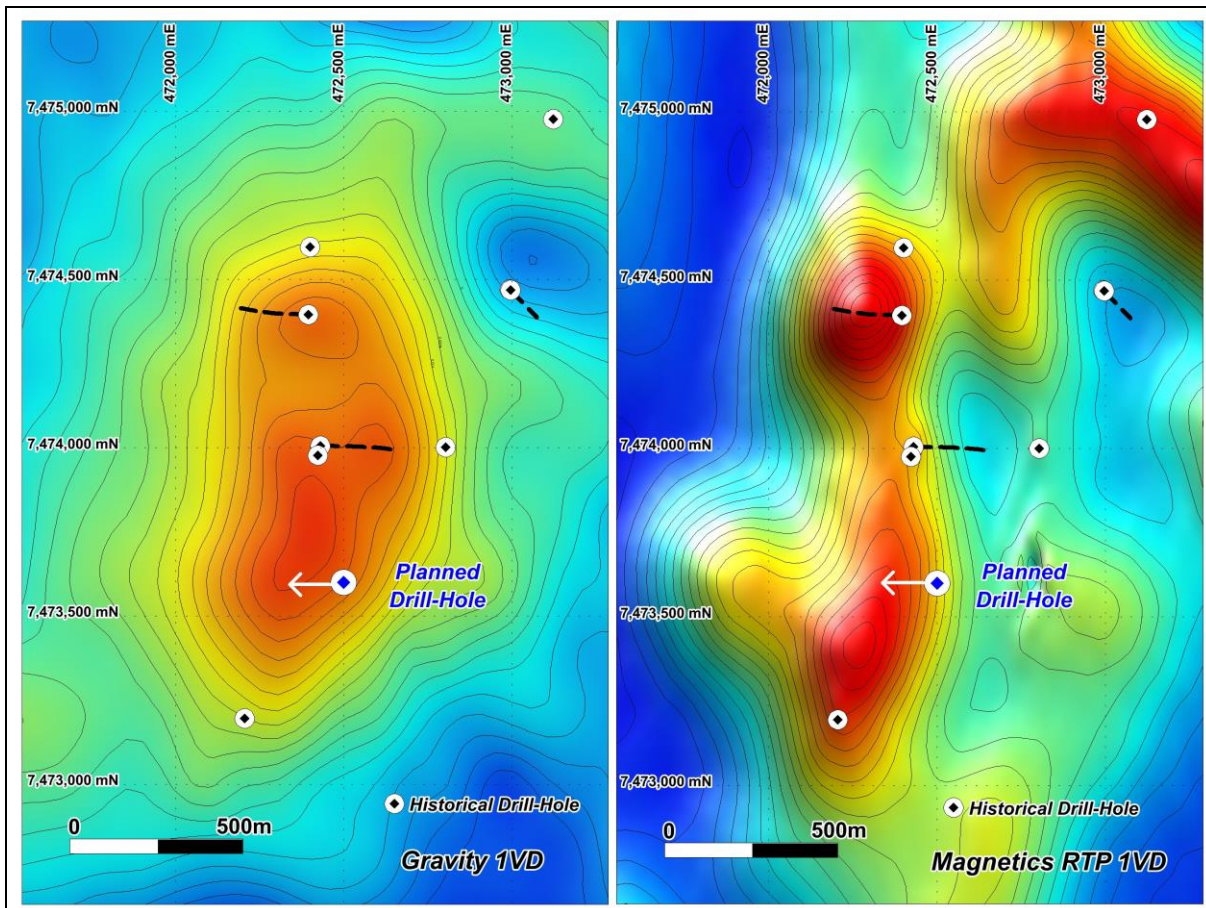 472,000 mE
472,500 mE
473,000 mE
7,475,000 mN
7,474,500 mN
7,474,000 mN
Planned
Drill-Hole
7,473,500 mN
7,473,000 mN
Historical Drill-Hole
0
500m
Gravity 1VD
472,000 mE
472,500 mE
473,000 mE
7,475,000 mN
7,474,500 mN
7,474,000 mN
Planned
Drill-Hole
7,473,500 mN
7,473,000 mN
Historical Drill-Hole
0
500m
Magnetics RTP 1VD